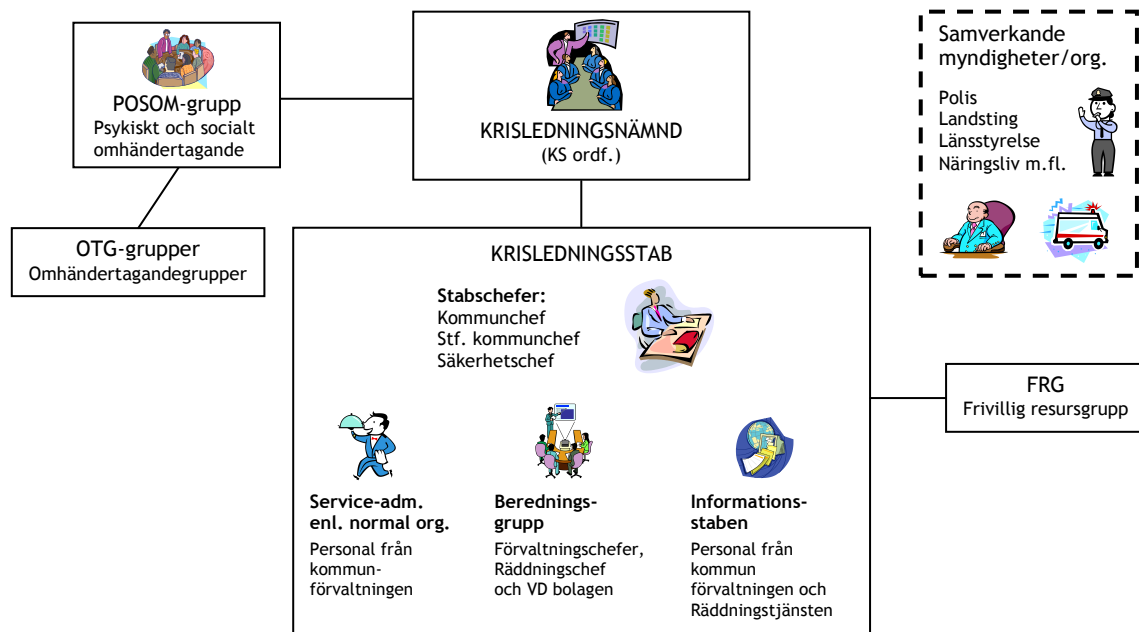 POSOM-grupp
Psykiskt och socialt
omhändertagande
KRISLEDNINGSNÄMND
(KS ordf.)
Samverkande
myndigheter/org.
Polis
Landsting
Länsstyrelse
Näringsliv m.fl.
OTG-grupper
Omhändertagandegrupper
KRISLEDNINGSSTAB
Stabschefer:
Kommunchef
Stf. kommunchef
Säkerhetschef
FRG
Frivillig resursgrupp
Service-adm.
enl. normal org.
Personal från
kommun-
förvaltningen
Berednings-
grupp
Förvaltningschefer,
Räddningschef
och VD bolagen
Informations-
staben
Personal från
kommun
förvaltningen och
Räddningstjänsten